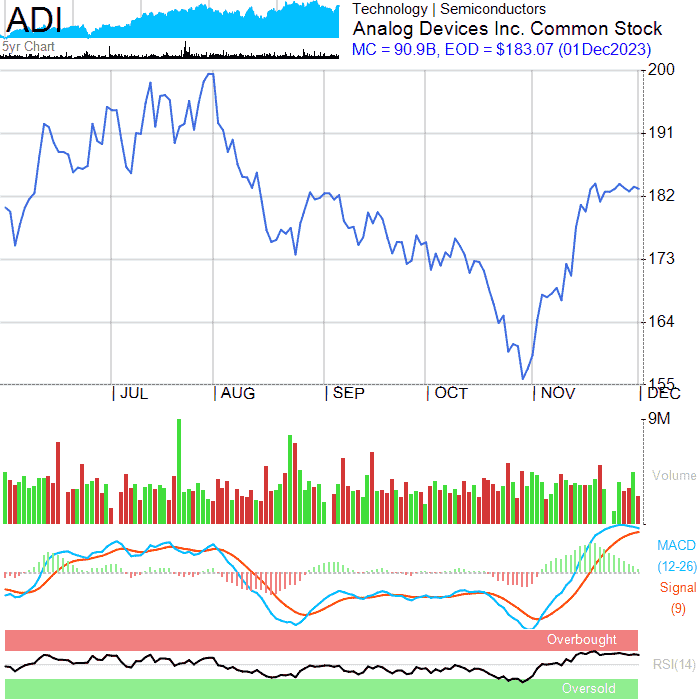 ADI
5yr Chart
Technology | Semiconductors
Analog Devices Inc. Common Stock
MC = 90.9B, EOD = $183.07 (01Dec2023)
200
191
182
173
164
155
JUL
AUG
SEP
OCT
NOV
DEC
9M
Volume
MACD
(12-26)
Signal
(9)
Overbought
RSI(14)
Oversold